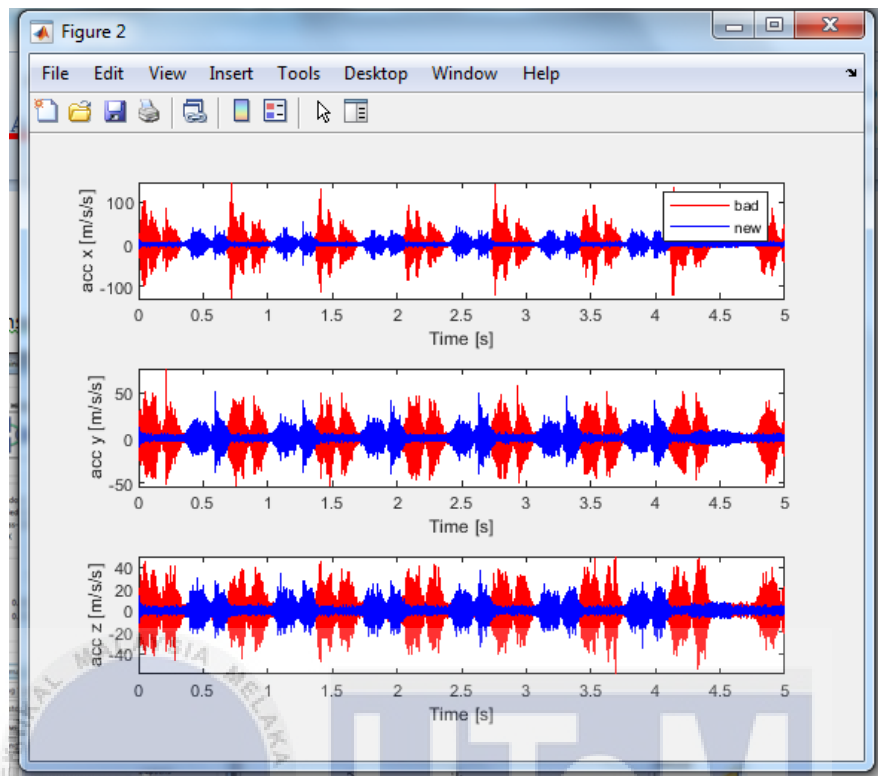 Figure 2
File Edit View Insert Tools Desktop Window Help
acc x [m/s/s]
100
0
-100
bad
new
0 0.5 1 1.5 2 2.5 3 3.5 4 4.5 5
Time [s]
acc y [m/s/s]
50
0
-50
0 0.5 1 1.5 2 2.5 3 3.5 4 4.5 5
Time [s]
acc z [m/s/s]
40
20
0
-20
-40
0 0.5 1 1.5 2 2.5 3 3.5 4 4.5 5
Time [s]
MALAYSIA MELAKA
UTeM